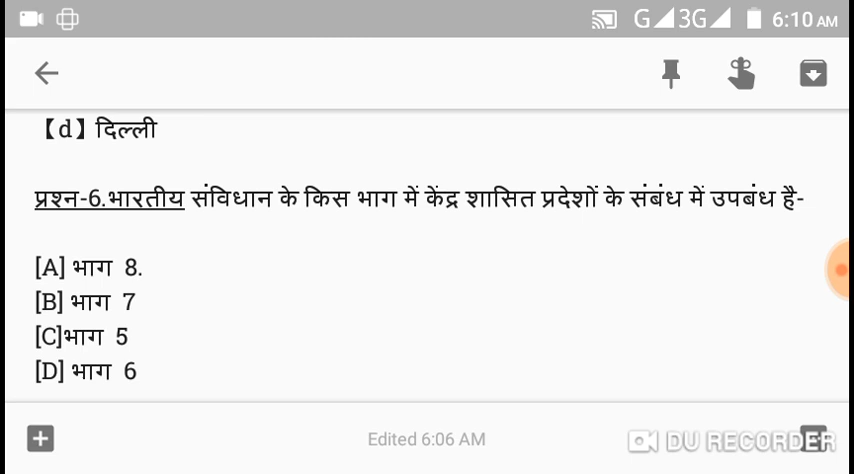 G 3G 6:10 AM
【d】दिल्ली
प्रश्न-6.भारतीय संविधान के किस भाग में केंद्र शासित प्रदेशों के संबंध में उपबंध है-
[A] भाग 8.
[B] भाग 7
[C]भाग 5
[D] भाग 6
Edited 6:06 AM
DU RECORDER